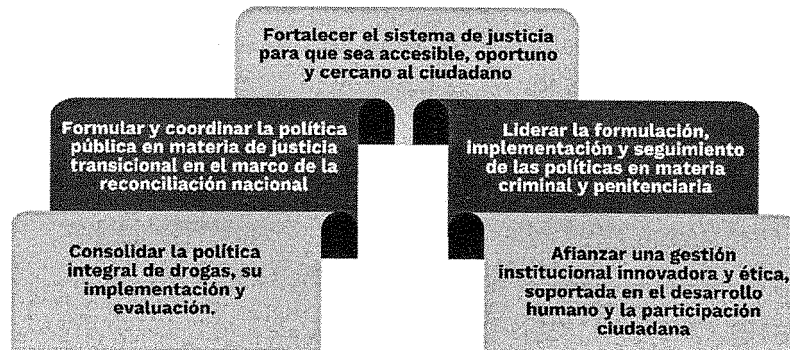 Fortalecer el sistema de justicia
para que sea accesible, oportuno
y cercano al ciudadano
Formular y coordinar la política
pública en materia de justicia
transicional en el marco de la
reconciliación nacional
Liderar la formulación,
implementación y seguimiento
de las políticas en materia
criminal y penitenciaria
Consolidar la política
integral de drogas, su
implementación y
evaluación.
Afianzar una gestión
institucional innovadora y ética,
soportada en el desarrollo
humano y la participación
ciudadana